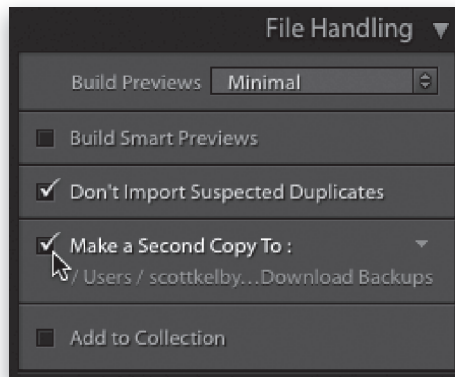 File Handling
Build Previews Minimal
Build Smart Previews
Don't Import Suspected Duplicates
Make a Second Copy To :
/ Users / scottkelby…Download Backups
Add to Collection